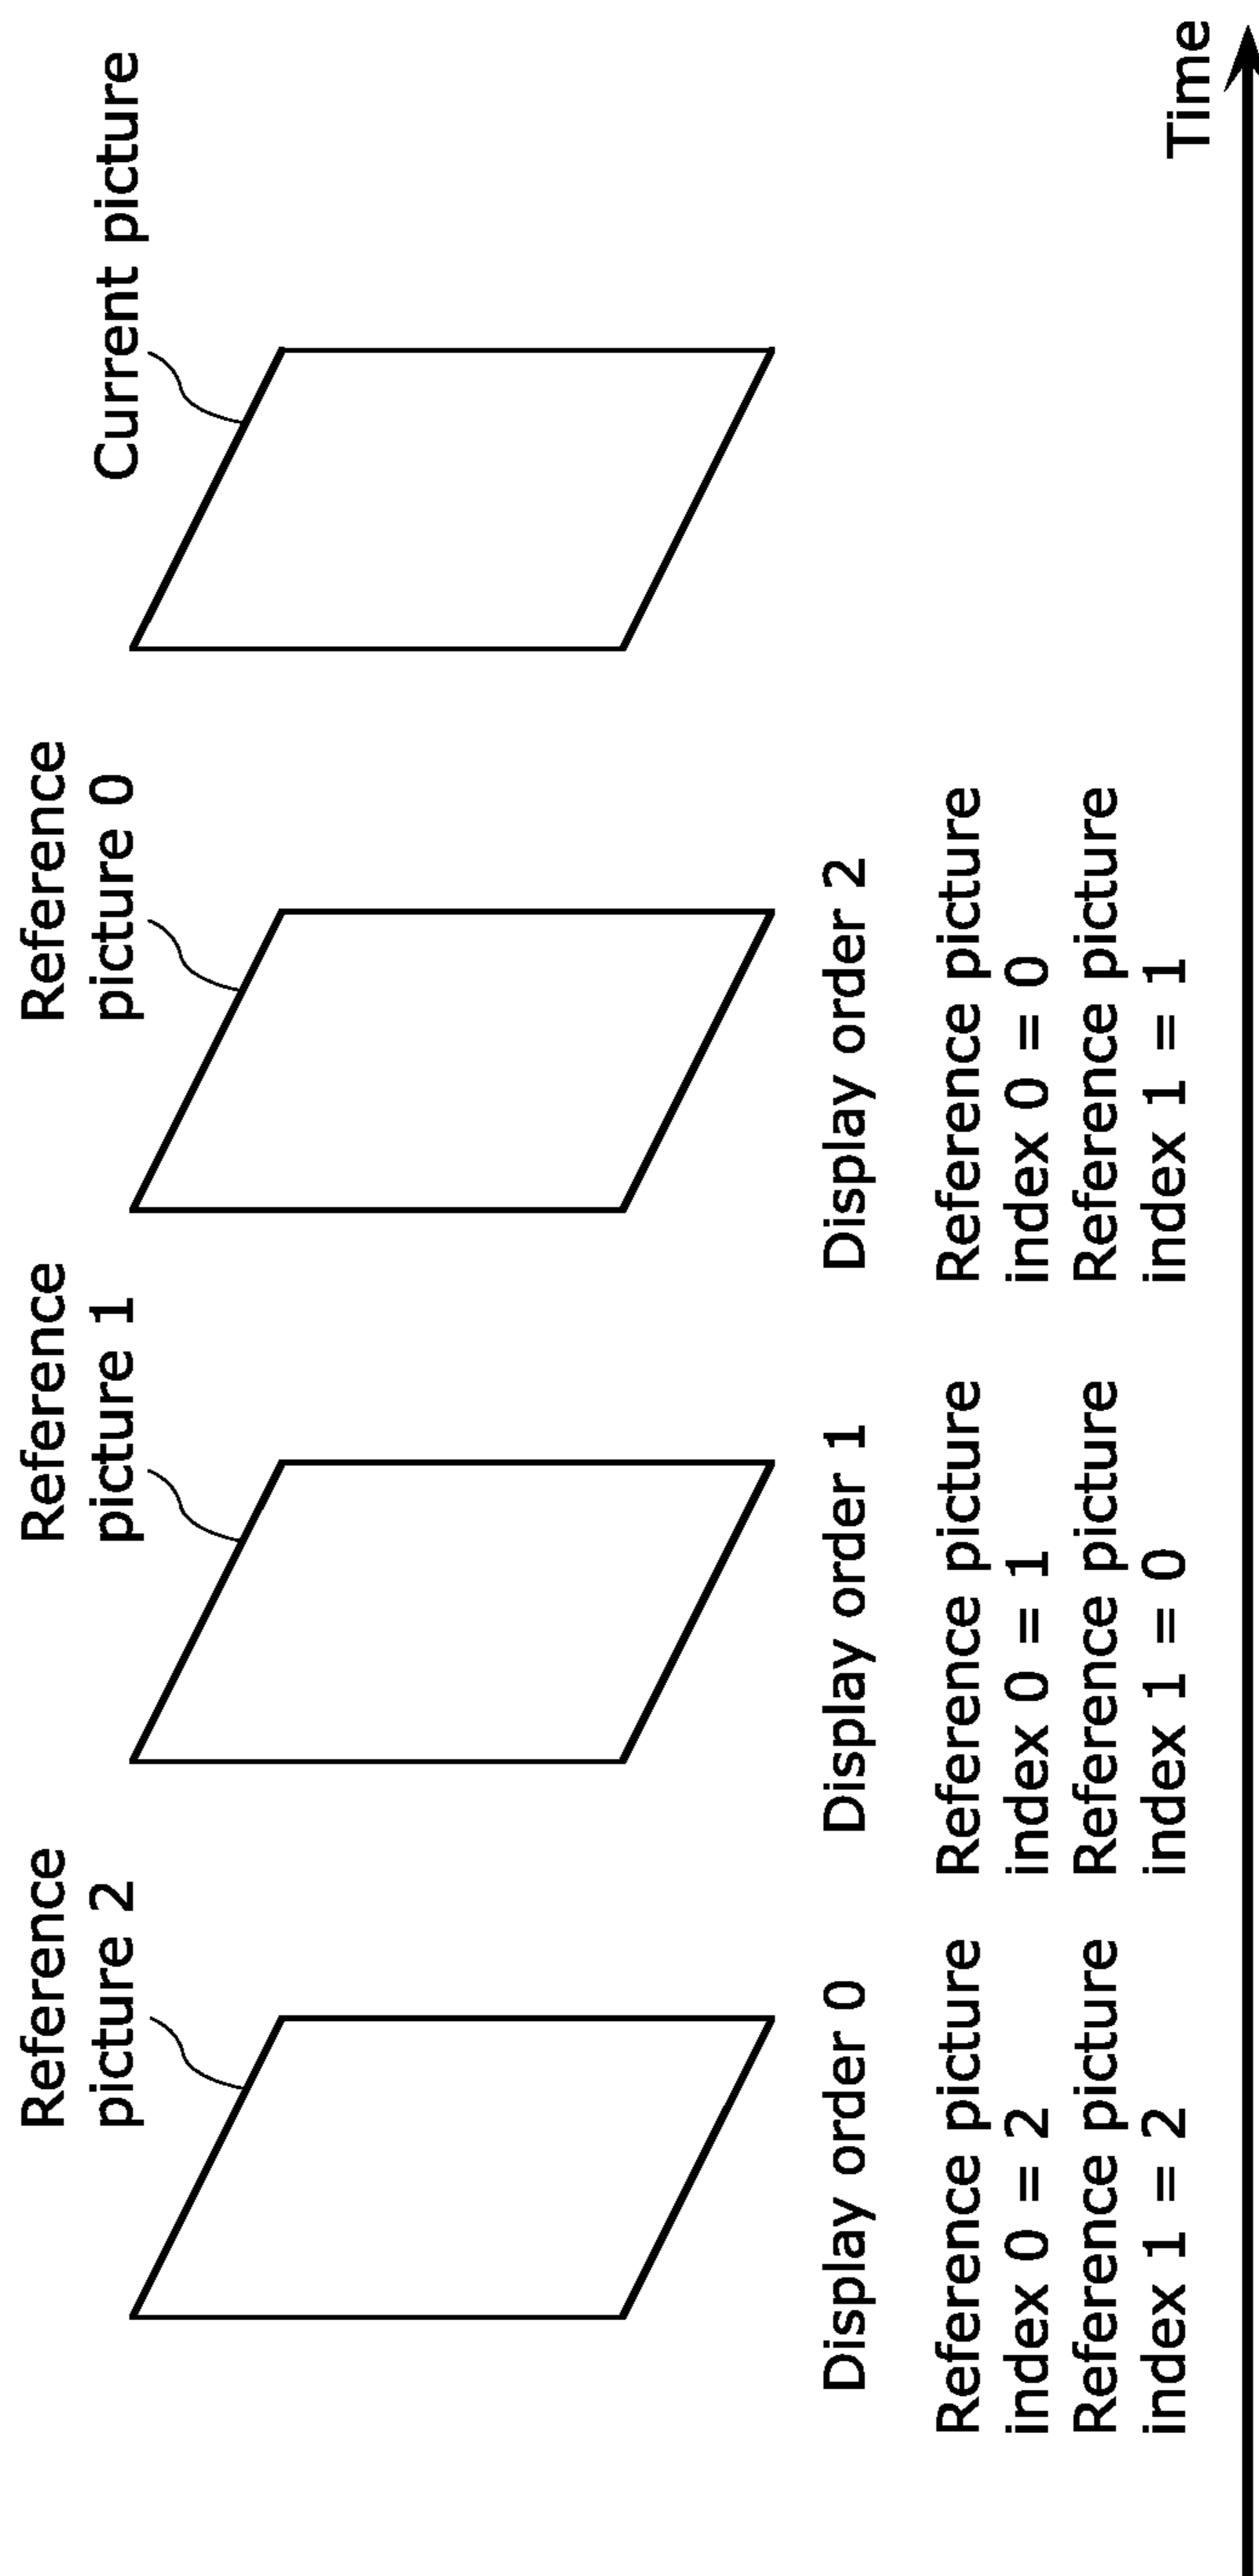 Reference
picture 2
Reference
picture 1
Reference
picture 0
Current picture
Display order 0
Display order 1
Display order 2
Reference picture
index 0 = 2
Reference picture
index 1 = 2
Reference picture
index 0 = 1
Reference picture
index 1 = 0
Reference picture
index 0 = 0
Reference picture
index 1 = 1
Time